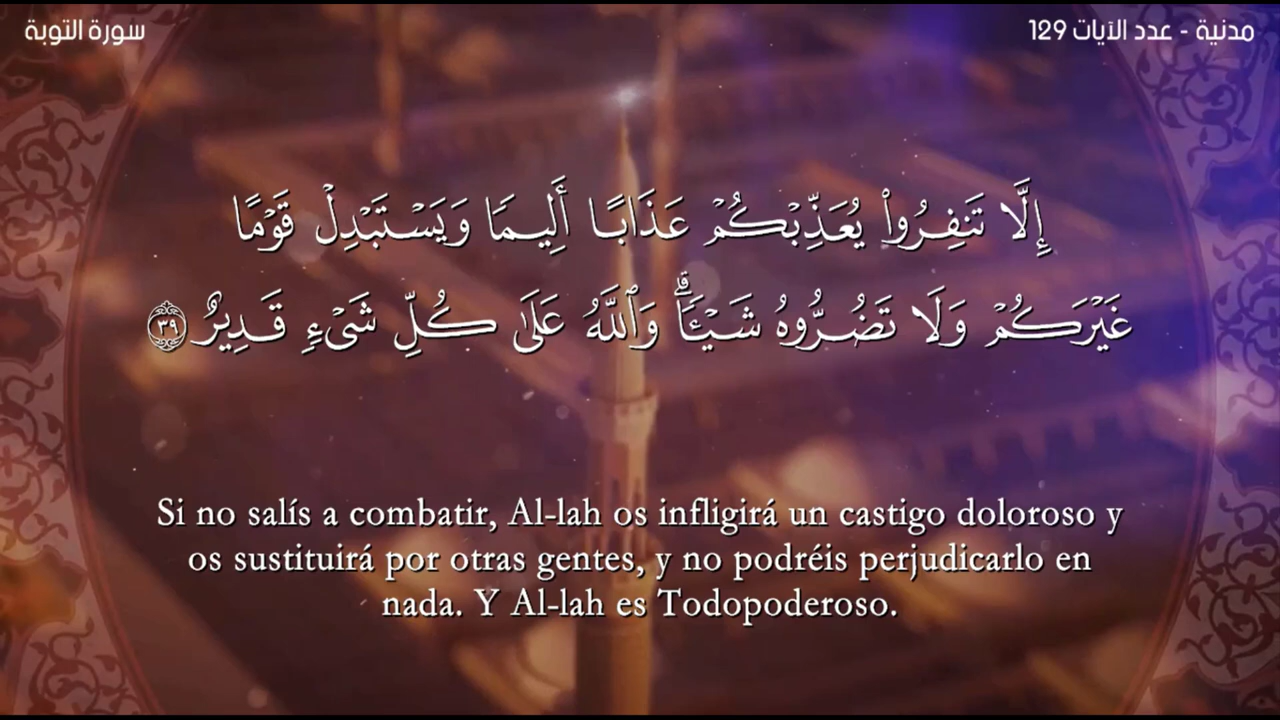 سورة التوبة
مدنية - عدد الآيات 129
إِلَّا تَنفِرُوا۟ يُعَذِّبْكُمْ عَذَابًا أَلِيمًا وَيَسْتَبْدِلْ قَوْمًا
غَيْرَكُمْ وَلَا تَضُرُّوهُ شَيْـًٔا ۗ وَٱللَّهُ عَلَىٰ كُلِّ شَىْءٍ قَدِيرٌ ٣٩
Si no salís a combatir, Al-lah os infligirá un castigo doloroso y
os sustituirá por otras gentes, y no podréis perjudicarlo en
nada. Y Al-lah es Todopoderoso.